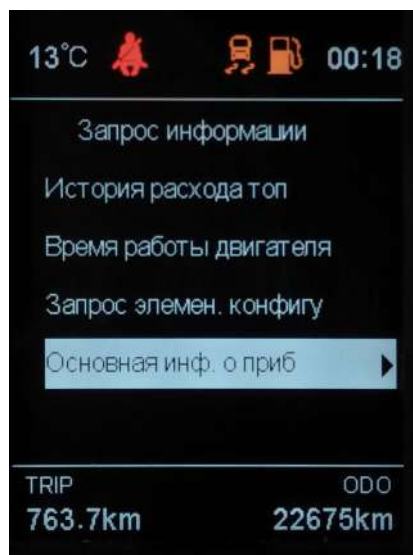 13°C 00:18
Запрос информации
История расхода топ
Время работы двигателя
Запрос элемен. конфигу
Основная инф. о приб
TRIP ODO
763.7km 22675km